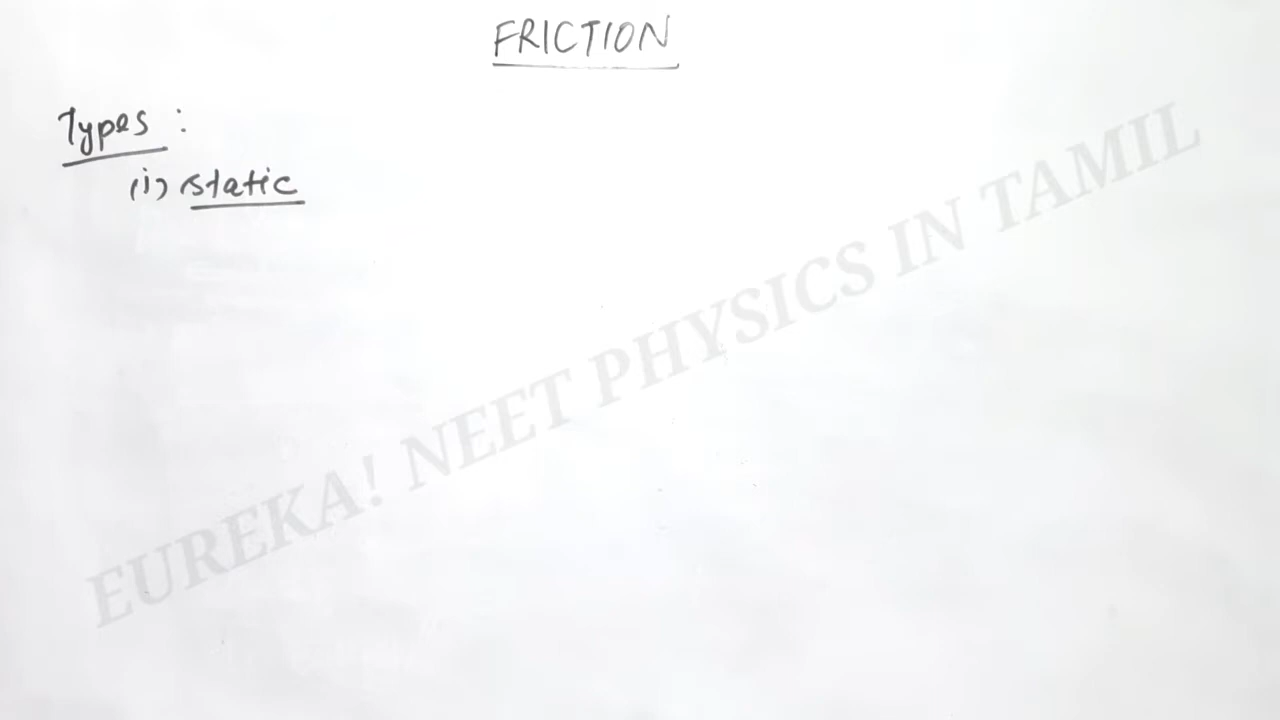 FRICTION
Types :
(i) static
EUREKA! NEET PHYSICS IN TAMIL